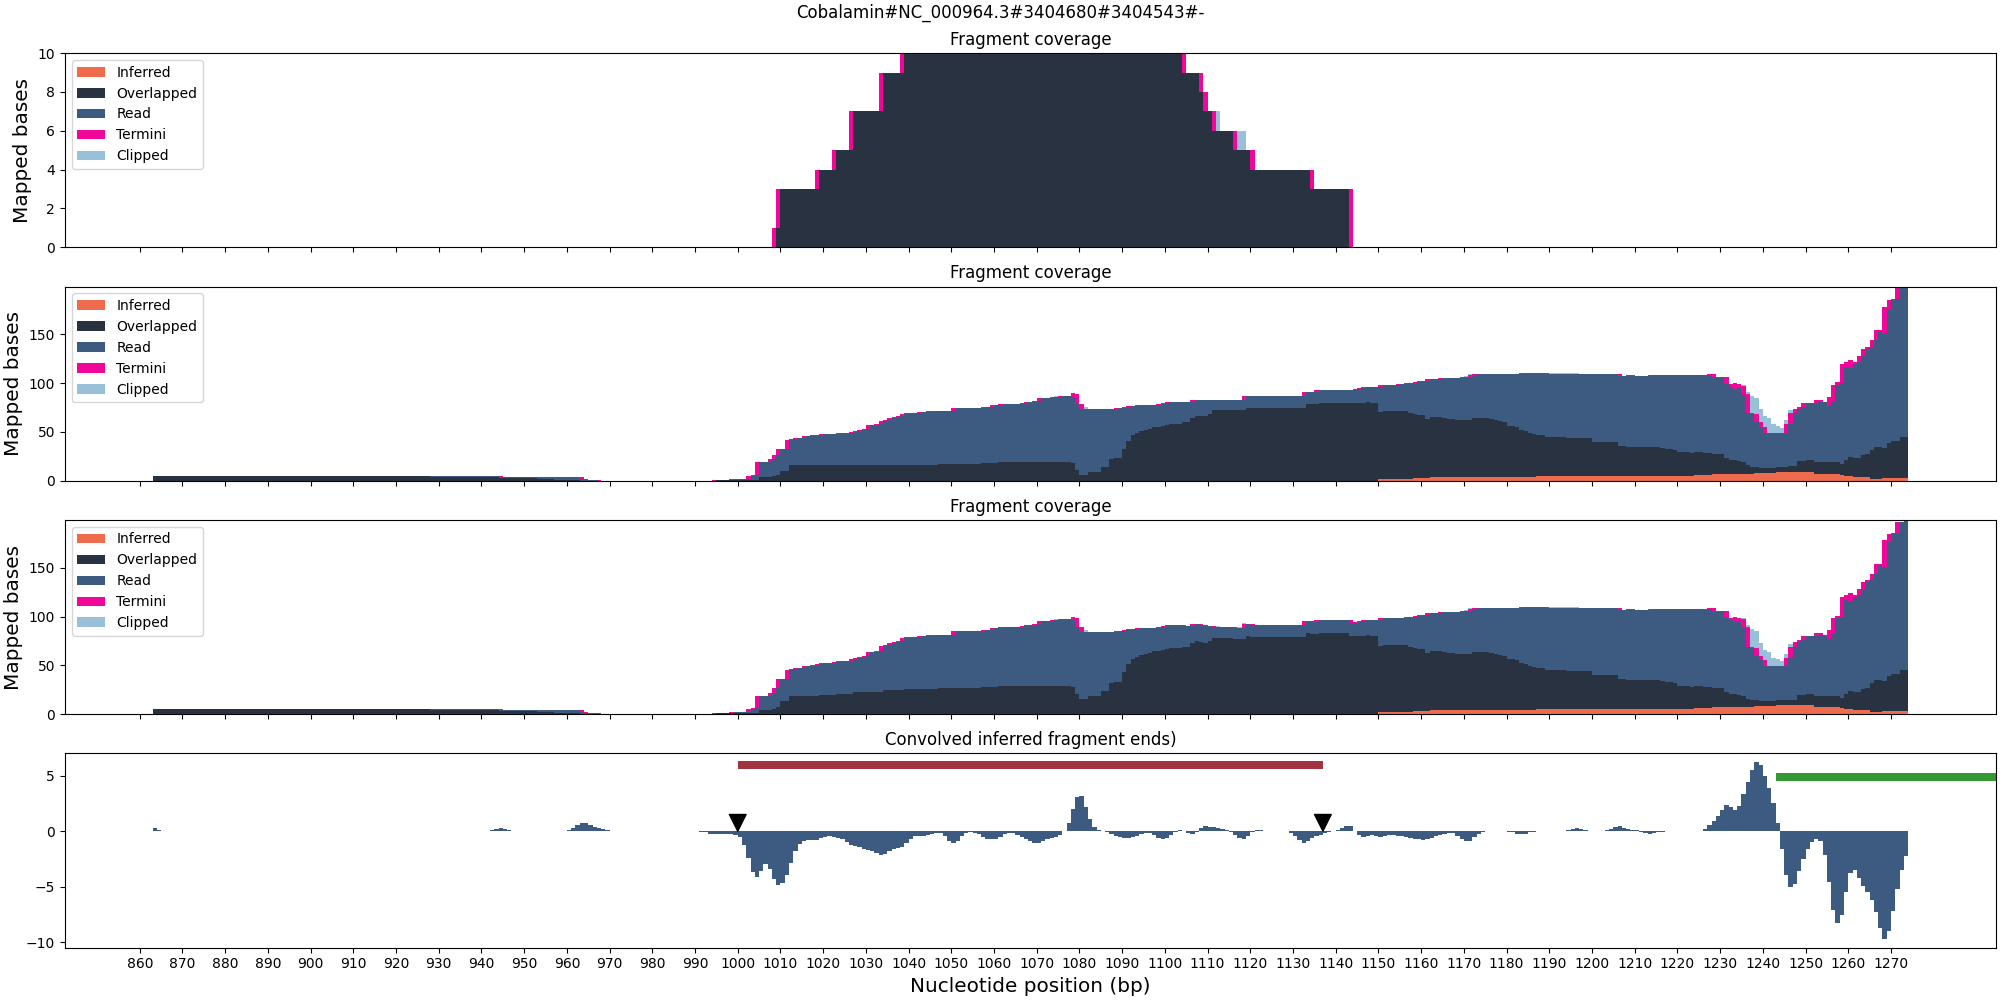 Cobalamin#NC_000964.3#3404680#3404543#-
Fragment coverage
Mapped bases
10
8
6
4
2
0
Inferred
Overlapped
Read
Termini
Clipped
Fragment coverage
Mapped bases
150
100
50
0
Inferred
Overlapped
Read
Termini
Clipped
Fragment coverage
Mapped bases
150
100
50
0
Inferred
Overlapped
Read
Termini
Clipped
Convolved inferred fragment ends)
5
0
−5
−10
860 870 880 890 900 910 920 930 940 950 960 970 980 990 1000 1010 1020 1030 1040 1050 1060 1070 1080 1090 1100 1110 1120 1130 1140 1150 1160 1170 1180 1190 1200 1210 1220 1230 1240 1250 1260 1270
Nucleotide position (bp)